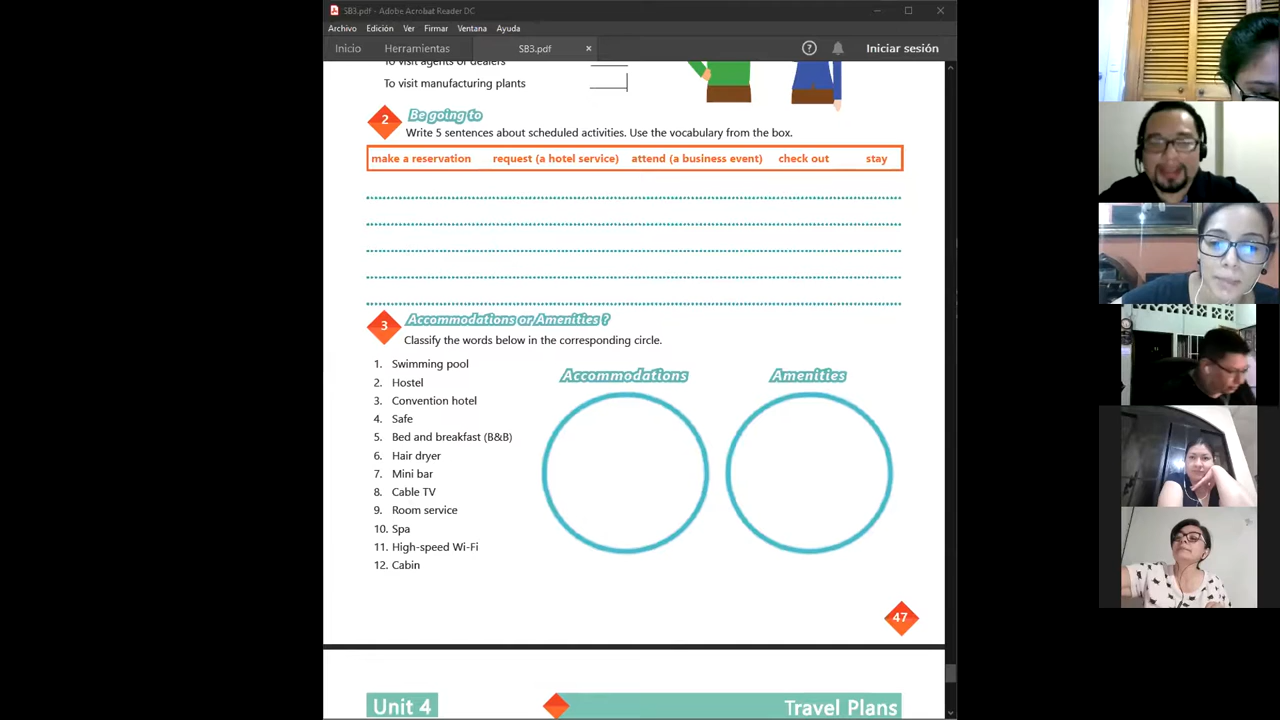 SB3.pdf - Adobe Acrobat Reader DC
Archivo Edición Ver Firmar Ventana Ayuda
Inicio Herramientas SB3.pdf × Iniciar sesión
To visit agents or dealers
To visit manufacturing plants
2 Be going to
Write 5 sentences about scheduled activities. Use the vocabulary from the box.
make a reservation request (a hotel service) attend (a business event) check out stay
3 Accommodations or Amenities ?
Classify the words below in the corresponding circle.
Accommodations Amenities
1. Swimming pool
2. Hostel
3. Convention hotel
4. Safe
5. Bed and breakfast (B&B)
6. Hair dryer
7. Mini bar
8. Cable TV
9. Room service
10. Spa
11. High-speed Wi-Fi
12. Cabin
47
Unit 4 Travel Plans